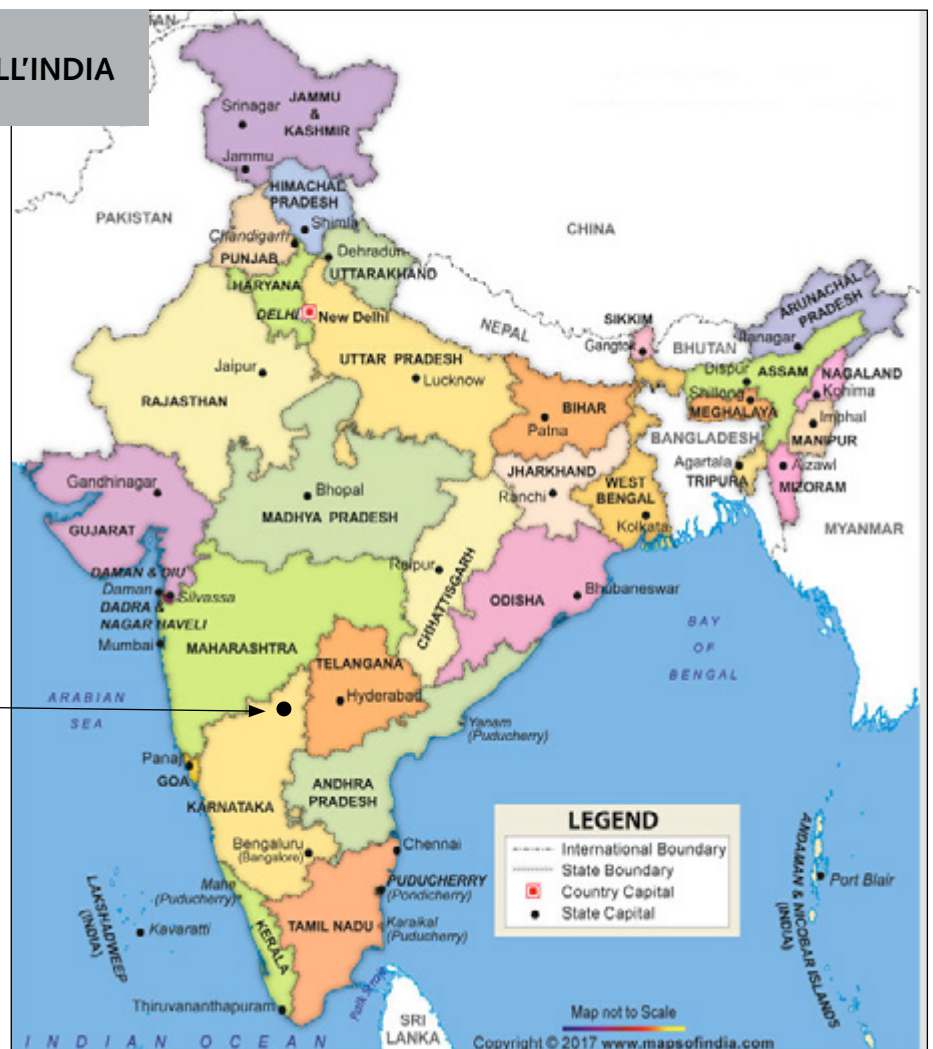 LL'INDIA
JAMMU
&
KASHMIR
Srinagar
Jammu
HIMACHAL
PRADESH
Shimla
PAKISTAN
CHINA
Chandigarh
PUNJAB
Dehradun
UTTARAKHAND
HARYANA
DELHI
New Delhi
NEPAL
SIKKIM
Gangtok
BHUTAN
ARUNACHAL
PRADESH
Itanagar
Jaipur
RAJASTHAN
UTTAR PRADESH
Lucknow
Dispur
ASSAM
NAGALAND
Kohima
Shillong
MEGHALAYA
Imphal
MANIPUR
BIHAR
Patna
BANGLADESH
Agartala
TRIPURA
Aizawl
MIZORAM
MYANMAR
Gandhinagar
GUJARAT
Bhopal
MADHYA PRADESH
JHARKHAND
Ranchi
WEST
BENGAL
Kolkata
Raipur
CHHATTISGARH
ODISHA
Bhubaneswar
DAMAN & DIU
Daman
Silvassa
DADRA &
NAGAR HAVELI
Mumbai
MAHARASHTRA
TELANGANA
Hyderabad
BAY
OF
BENGAL
ARABIAN
SEA
Yanam
(Puducherry)
Panaji
GOA
KARNATAKA
ANDHRA
PRADESH
Bengaluru
(Bangalore)
Chennai
Mahe
(Puducherry)
PUDUCHERRY
(Pondicherry)
TAMIL NADU
Karaikal
(Puducherry)
KERALA
LAKSHADWEEP
(INDIA)
Kavaratti
Thiruvananthapuram
Palk Strait
SRI
LANKA
INDIAN OCEAN
LEGEND
International Boundary
State Boundary
Country Capital
State Capital
ANDAMAN & NICOBAR ISLANDS
(INDIA)
Port Blair
Map not to Scale
Copyright © 2017 www.mapsofindia.com